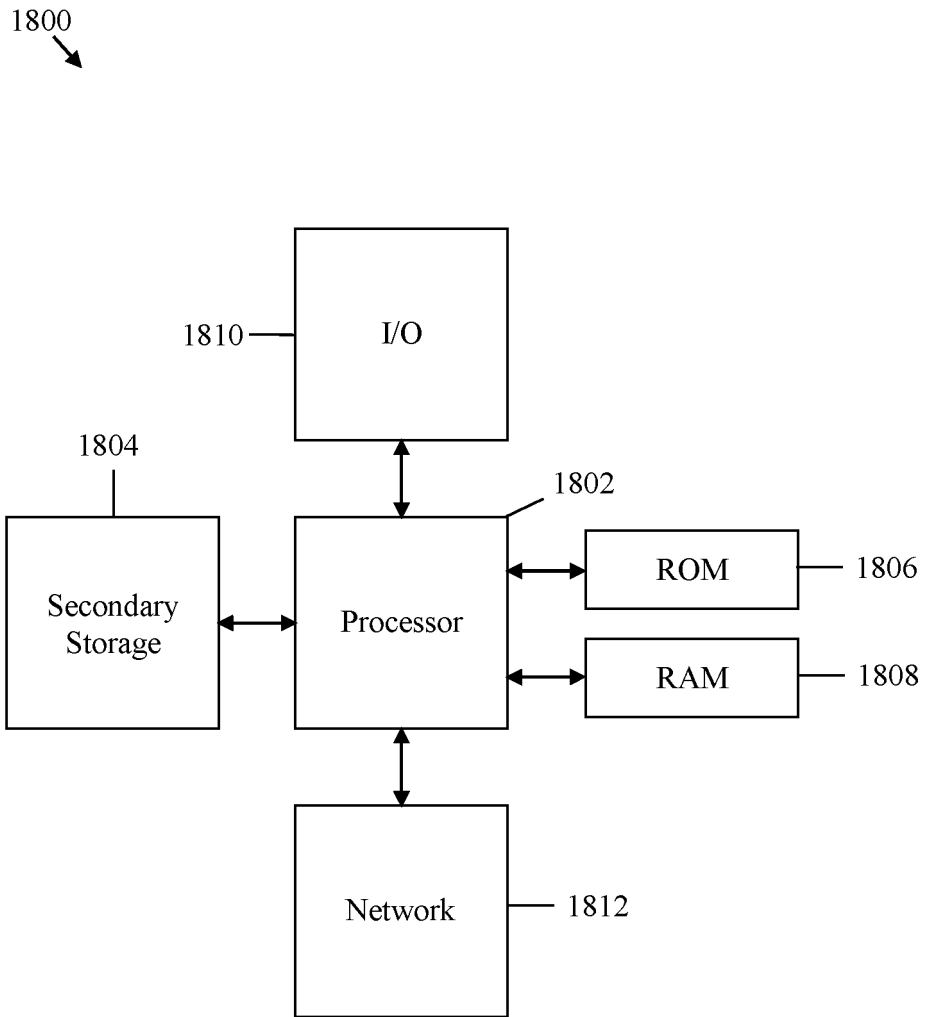 1800
I/O
1810
1804
1802
Secondary
Storage
Processor
ROM
1806
RAM
1808
Network
1812